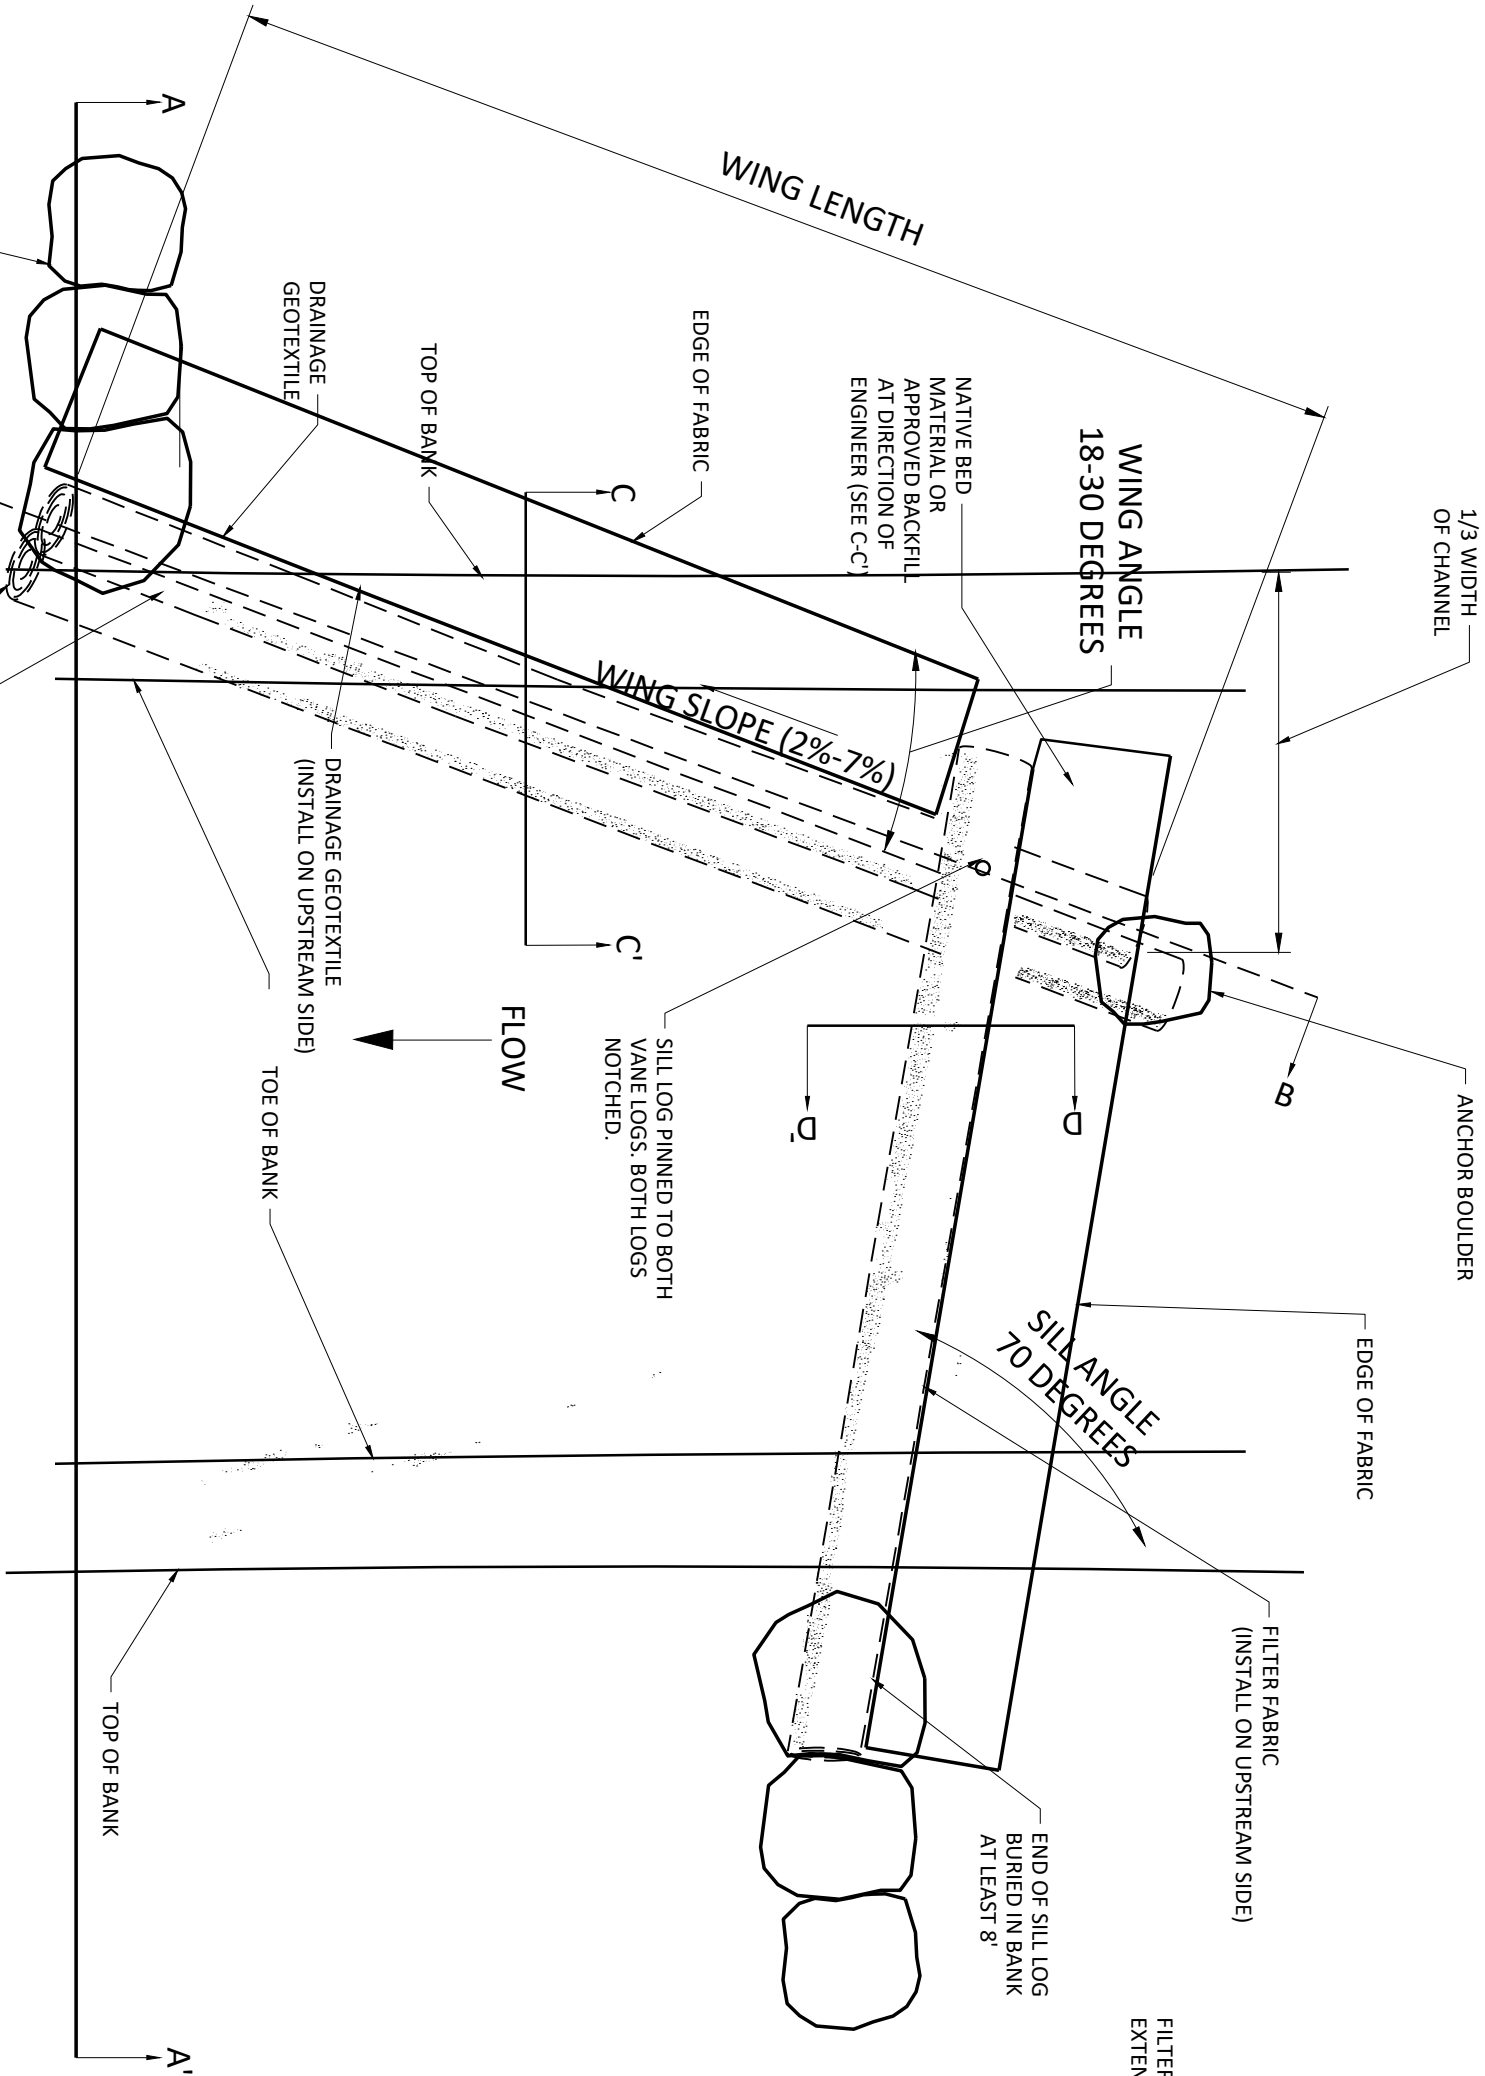 1/3 WIDTH
OF CHANNEL
ANCHOR BOULDER
EDGE OF FABRIC
B
FILTER FABRIC
(INSTALL ON UPSTREAM SIDE)
WING ANGLE
18-30 DEGREES
SILL ANGLE
70 DEGREES
FILTER
EXTEN
D
END OF SILL LOG
BURIED IN BANK
AT LEAST 8'
NATIVE BED
MATERIAL OR
APPROVED BACKFILL
AT DIRECTION OF
ENGINEER (SEE C-C')
WING LENGTH
D'
WING SLOPE (2%-7%)
EDGE OF FABRIC
SILL LOG PINNED TO BOTH
VANE LOGS. BOTH LOGS
NOTCHED.
C
C'
FLOW
TOP OF BANK
DRAINAGE
GEOTEXTILE
DRAINAGE GEOTEXTILE
(INSTALL ON UPSTREAM SIDE)
TOE OF BANK
A
A'
TOP OF BANK